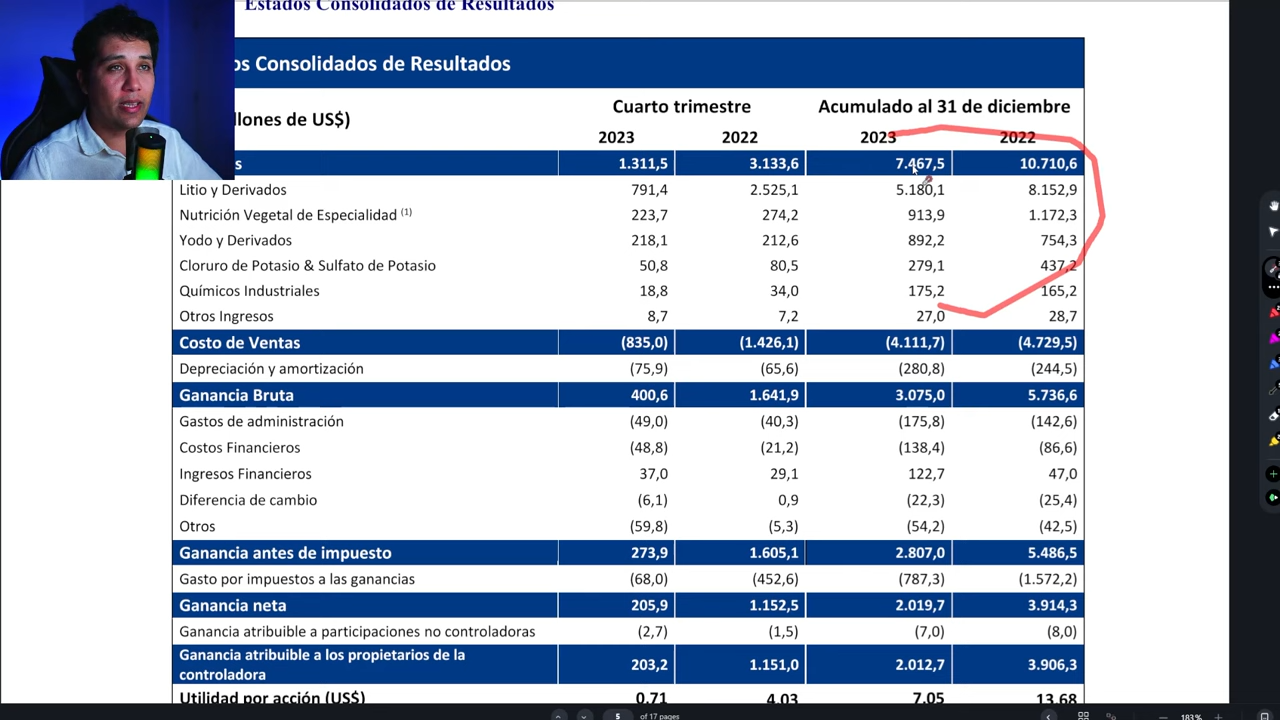 Estados Consolidados de Resultados
os Consolidados de Resultados
llones de US$) Cuarto trimestre Acumulado al 31 de diciembre
2023 2022 2023 2022
s 1.311,5 3.133,6 7.467,5 10.710,6
Litio y Derivados 791,4 2.525,1 5.180,1 8.152,9
Nutrición Vegetal de Especialidad (1) 223,7 274,2 913,9 1.172,3
Yodo y Derivados 218,1 212,6 892,2 754,3
Cloruro de Potasio & Sulfato de Potasio 50,8 80,5 279,1 437,2
Químicos Industriales 18,8 34,0 175,2 165,2
Otros Ingresos 8,7 7,2 27,0 28,7
Costo de Ventas (835,0) (1.426,1) (4.111,7) (4.729,5)
Depreciación y amortización (75,9) (65,6) (280,8) (244,5)
Ganancia Bruta 400,6 1.641,9 3.075,0 5.736,6
Gastos de administración (49,0) (40,3) (175,8) (142,6)
Costos Financieros (48,8) (21,2) (138,4) (86,6)
Ingresos Financieros 37,0 29,1 122,7 47,0
Diferencia de cambio (6,1) 0,9 (22,3) (25,4)
Otros (59,8) (5,3) (54,2) (42,5)
Ganancia antes de impuesto 273,9 1.605,1 2.807,0 5.486,5
Gasto por impuestos a las ganancias (68,0) (452,6) (787,3) (1.572,2)
Ganancia neta 205,9 1.152,5 2.019,7 3.914,3
Ganancia atribuible a participaciones no controladoras (2,7) (1,5) (7,0) (8,0)
Ganancia atribuible a los propietarios de la
controladora 203,2 1.151,0 2.012,7 3.906,3
Utilidad por acción (US$) 0,71 4,03 7,05 13,68
5 of 17 pages 183%